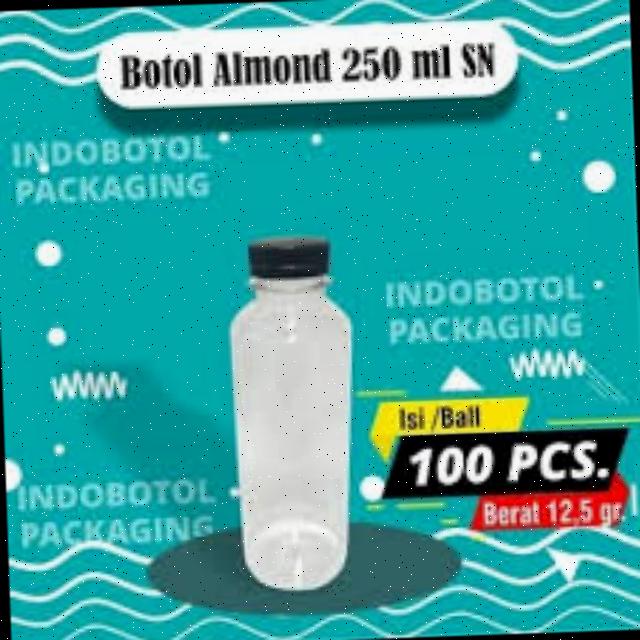 Botol Almond 250 ml SN
INDOBOTOL
PACKAGING
INDOBOTOL
PACKAGING
Isi /Ball
100 PCS.
Berat 12,5 gr.
INDOBOTOL
PACKAGING